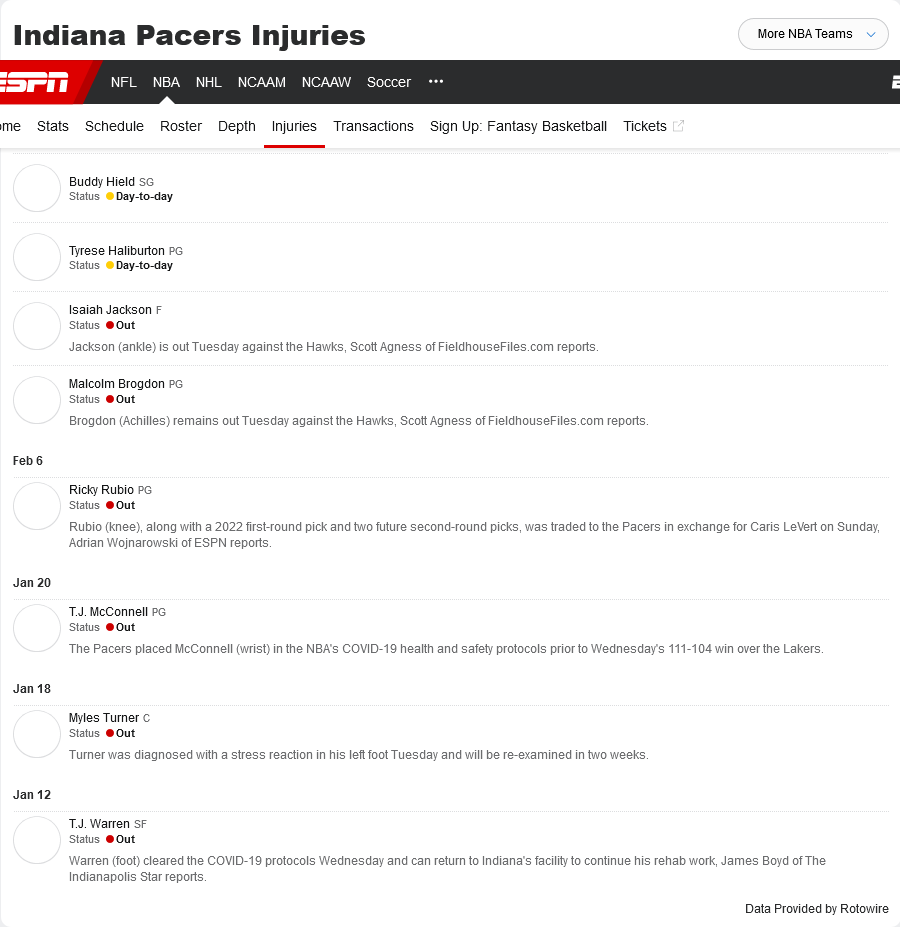 Indiana Pacers Injuries
More NBA Teams
ESPN
NFL NBA NHL NCAAM NCAAW Soccer ···
Stats Schedule Roster Depth Injuries Transactions Sign Up: Fantasy Basketball Tickets
Buddy Hield SG
Status Day-to-day
Tyrese Haliburton PG
Status Day-to-day
Isaiah Jackson F
Status Out
Jackson (ankle) is out Tuesday against the Hawks, Scott Agness of FieldhouseFiles.com reports.
Malcolm Brogdon PG
Status Out
Brogdon (Achilles) remains out Tuesday against the Hawks, Scott Agness of FieldhouseFiles.com reports.
Feb 6
Ricky Rubio PG
Status Out
Rubio (knee), along with a 2022 first-round pick and two future second-round picks, was traded to the Pacers in exchange for Caris LeVert on Sunday,
Adrian Wojnarowski of ESPN reports.
Jan 20
T.J. McConnell PG
Status Out
The Pacers placed McConnell (wrist) in the NBA's COVID-19 health and safety protocols prior to Wednesday's 111-104 win over the Lakers.
Jan 18
Myles Turner C
Status Out
Turner was diagnosed with a stress reaction in his left foot Tuesday and will be re-examined in two weeks.
Jan 12
T.J. Warren SF
Status Out
Warren (foot) cleared the COVID-19 protocols Wednesday and can return to Indiana's facility to continue his rehab work, James Boyd of The
Indianapolis Star reports.
Data Provided by Rotowire